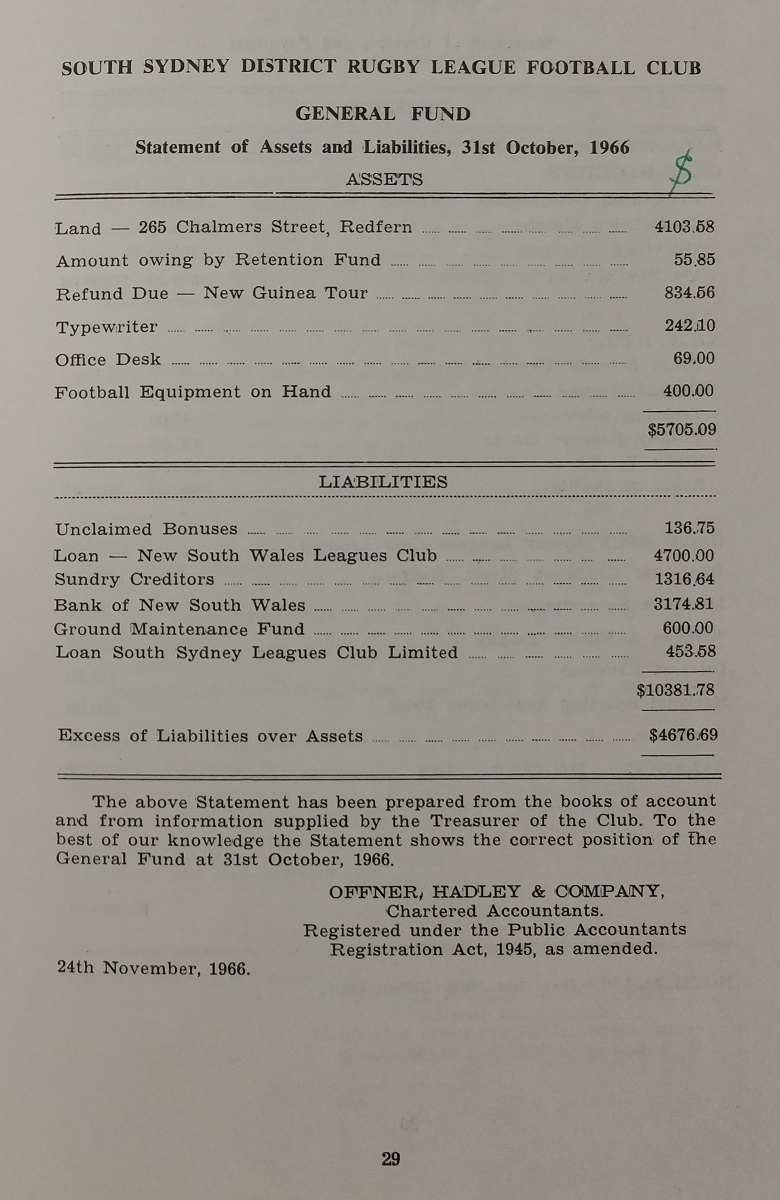 SOUTH SYDNEY DISTRICT RUGBY LEAGUE FOOTBALL CLUB
GENERAL FUND
Statement of Assets and Liabilities, 31st October, 1966
ASSETS $
Land — 265 Chalmers Street, Redfern 4103.58
Amount owing by Retention Fund 55.85
Refund Due — New Guinea Tour 834.56
Typewriter 242.10
Office Desk 69.00
Football Equipment on Hand 400.00
$5705.09
LIABILITIES
Unclaimed Bonuses 136.75
Loan — New South Wales Leagues Club 4700.00
Sundry Creditors 1316.64
Bank of New South Wales 3174.81
Ground Maintenance Fund 600.00
Loan South Sydney Leagues Club Limited 453.58
$10381.78
Excess of Liabilities over Assets $4676.69
The above Statement has been prepared from the books of account
and from information supplied by the Treasurer of the Club. To the
best of our knowledge the Statement shows the correct position of the
General Fund at 31st October, 1966.
OFFNER, HADLEY & COMPANY,
Chartered Accountants.
Registered under the Public Accountants
Registration Act, 1945, as amended.
24th November, 1966.
29